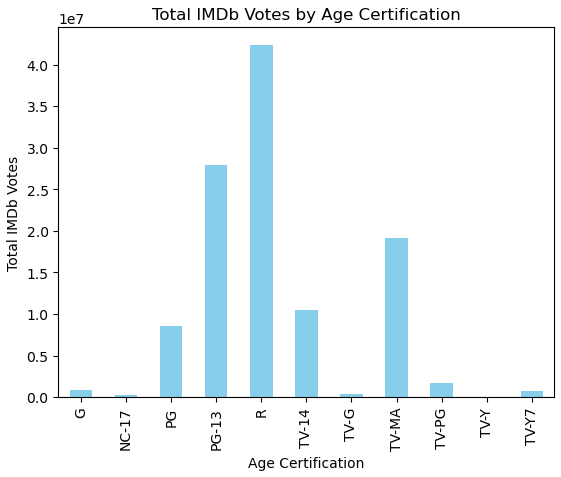 Total IMDb Votes by Age Certification
1e7
4.0
3.5
3.0
2.5
2.0
1.5
1.0
0.5
0.0
Total IMDb Votes
G
NC-17
PG
PG-13
R
TV-14
TV-G
TV-MA
TV-PG
TV-Y
TV-Y7
Age Certification